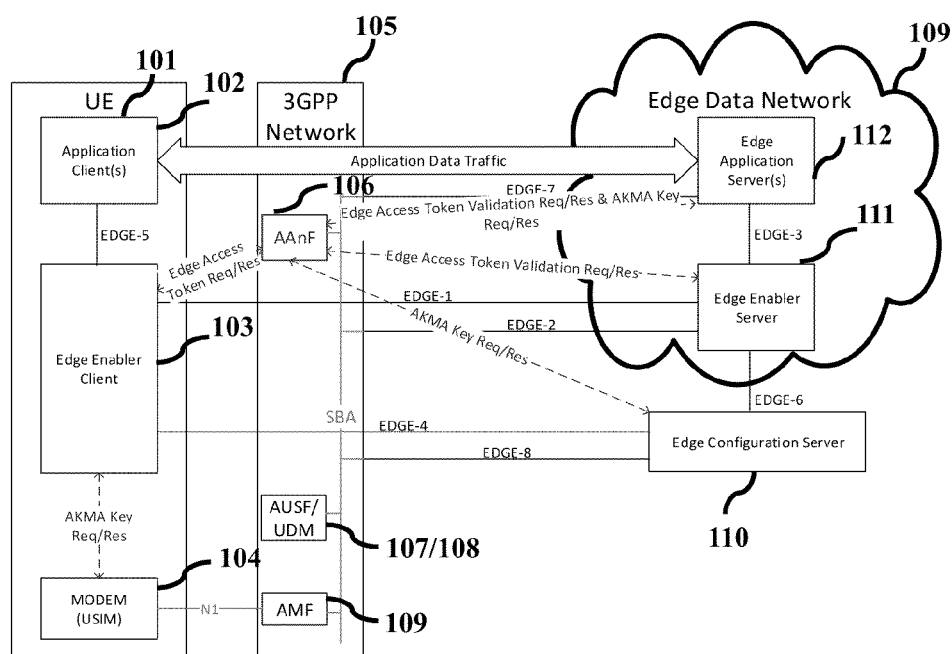 105
109
101
102
UE
3GPP
Network
Edge Data Network
Application
Client(s)
Application Data Traffic
Edge
Application
Server(s)
112
106
EDGE-7
Edge Access Token Validation Req/Res & AKMA Key
Req/Res
AAnF
111
EDGE-5
EDGE-3
Edge Access
Token Req/Res
Edge Access Token Validation Req/Res
EDGE-1
Edge Enabler
Server
AKMA Key Req/Res
EDGE-2
103
Edge Enabler
Client
EDGE-6
SBA
EDGE-4
Edge Configuration Server
EDGE-8
110
AKMA Key
Req/Res
AUSF/
UDM
107/108
104
MODEM
(USIM)
N1
AMF
109